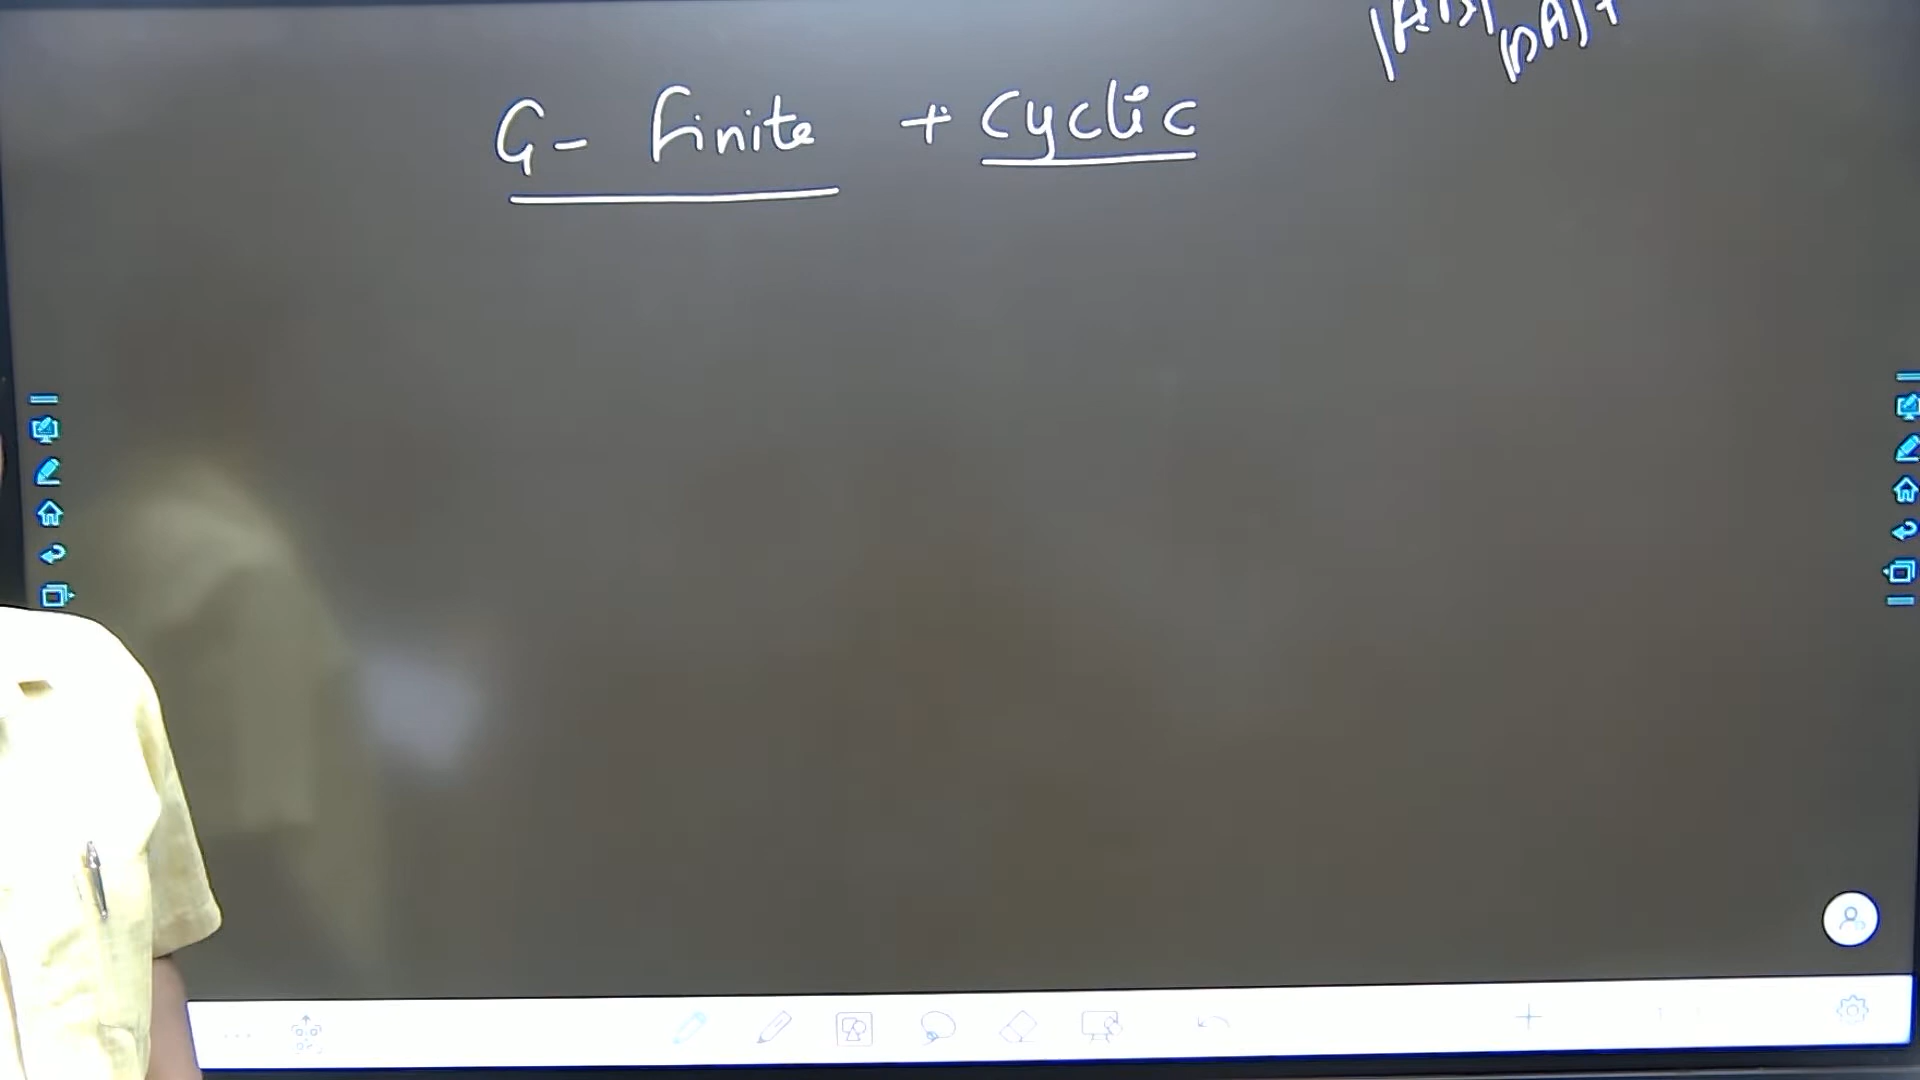 G - finite + cyclic